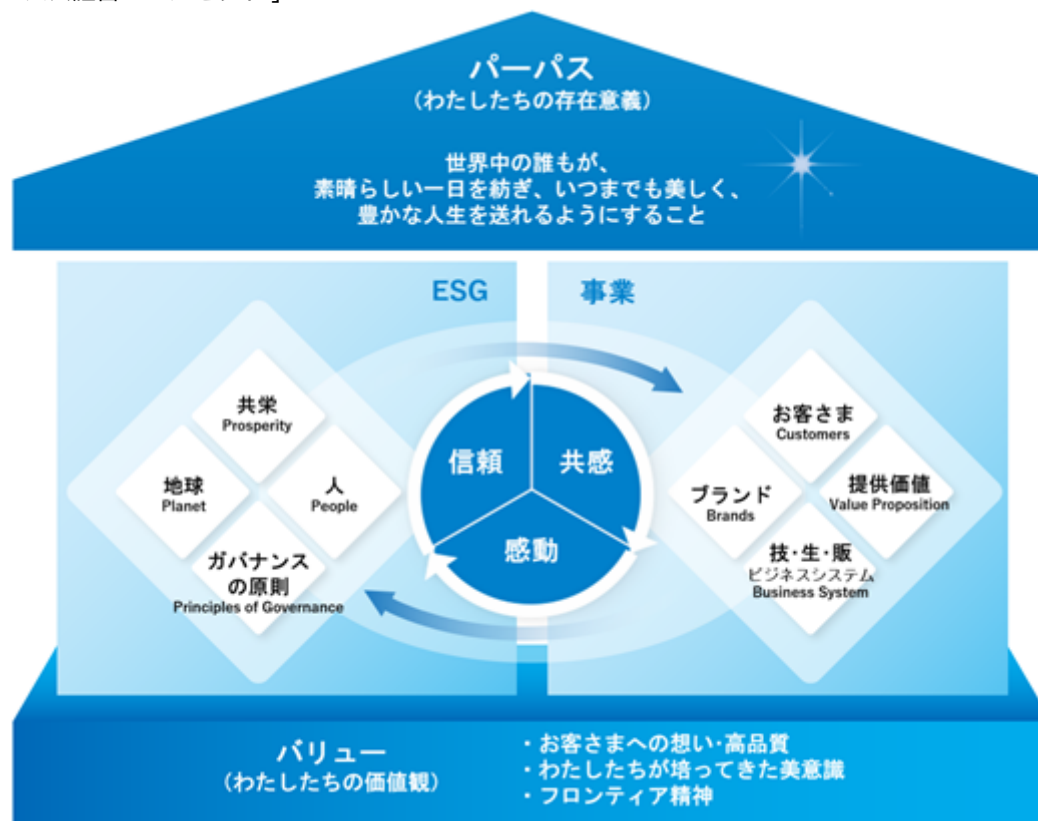 パーパス
（わたしたちの存在意義）
世界中の誰もが、
素晴らしい一日を紡ぎ、いつまでも美しく、
豊かな人生を送れるようにすること
ESG
事業
共栄
Prosperity
地球
Planet
人
People
ガバナンス
の原則
Principles of Governance
信頼
共感
感動
お客さま
Customers
ブランド
Brands
提供価値
Value Proposition
技・生・販
ビジネスシステム
Business System
バリュー
（わたしたちの価値観）
・お客さまへの想い・高品質
・わたしたちが培ってきた美意識
・フロンティア精神